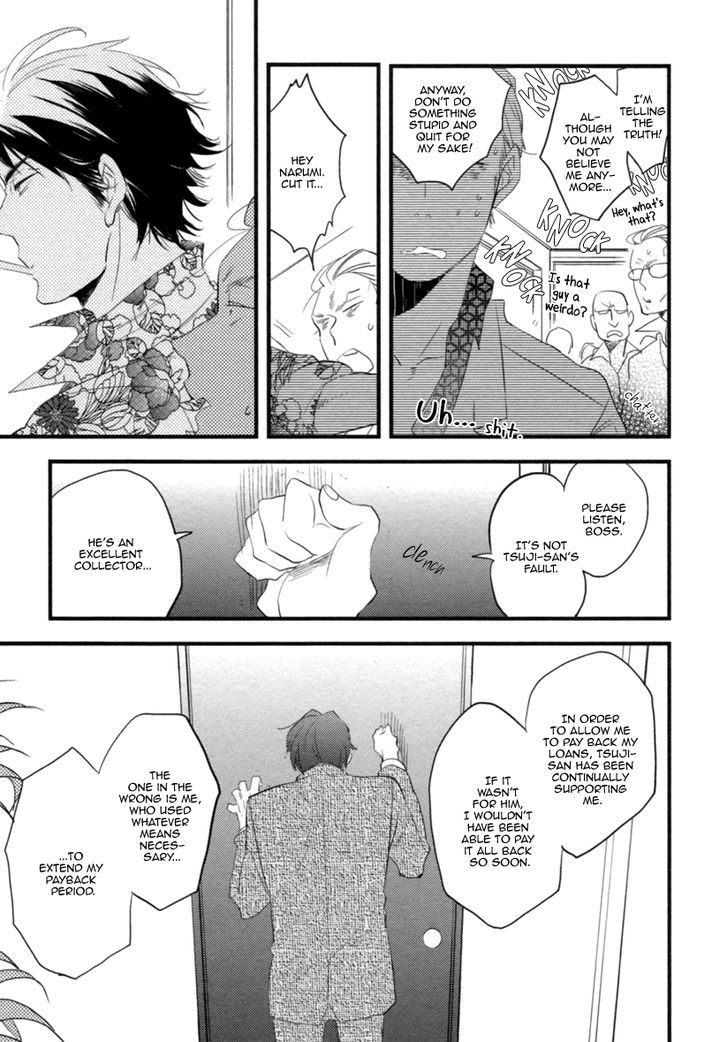 I'M
TELLING
THE
TRUTH!
AL-
THOUGH
YOU MAY
NOT
BELIEVE
ME ANY-
MORE...
KNOCK
KNOCK
KNOCK
KNOCK
Hey, what's
that?
Is that
guy a
weirdo?
chatter
ANYWAY,
DON'T DO
SOMETHING
STUPID AND
QUIT FOR
MY SAKE!
Uh... shit.
HEY
NARUMI.
CUT IT...
PLEASE
LISTEN,
BOSS.
IT'S NOT
TSUJI-SAN'S
FAULT.
clench
HE'S AN
EXCELLENT
COLLECTOR...
IN ORDER
TO ALLOW ME
TO PAY BACK MY
LOANS, TSUJI-
SAN HAS BEEN
CONTINUALLY
SUPPORTING
ME.
IF IT
WASN'T
FOR HIM,
I WOULDN'T
HAVE BEEN
ABLE TO PAY
IT ALL BACK
SO SOON.
THE
ONE IN
THE WRONG IS ME,
WHO USED
WHATEVER
MEANS
NECES-
SARY...
...TO
EXTEND MY
PAYBACK
PERIOD.